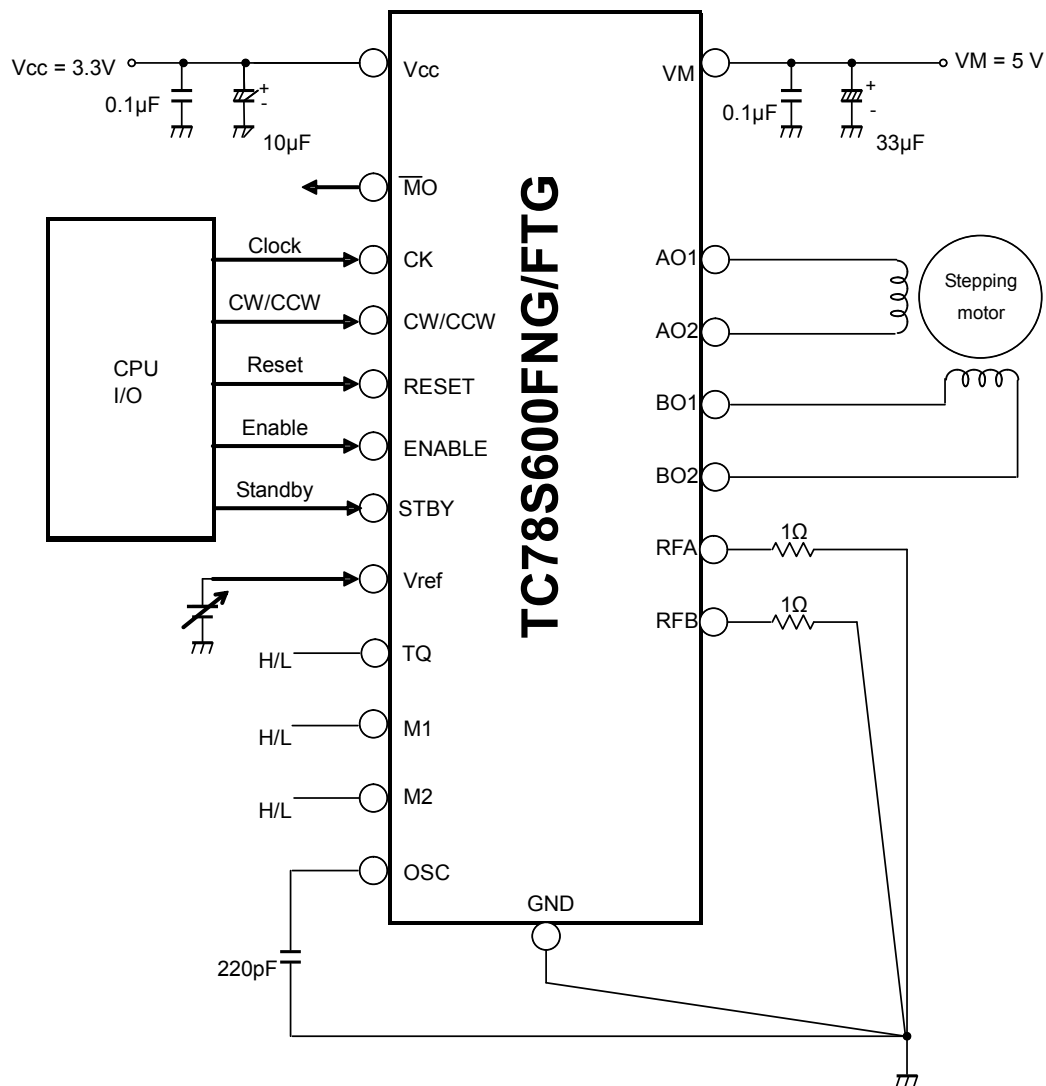 Vcc = 3.3V
0.1µF
+
-
10µF
Vcc
VM
VM = 5 V
0.1µF
+
-
33µF
M̅O
CPU
I/O
Clock
CK
CW/CCW
CW/CCW
Reset
RESET
Enable
ENABLE
Standby
STBY
Vref
H/L
TQ
H/L
M1
H/L
M2
OSC
220pF
GND
TC78S600FNG/FTG
AO1
AO2
BO1
BO2
Stepping
motor
RFA
1Ω
RFB
1Ω